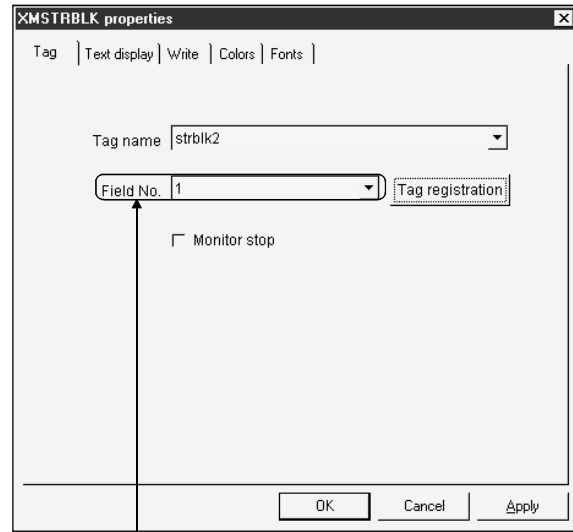 XMSTRBLK properties
Tag Text display Write Colors Fonts
Tag name strblk2
Field No. 1 Tag registration
Monitor stop
OK Cancel Apply